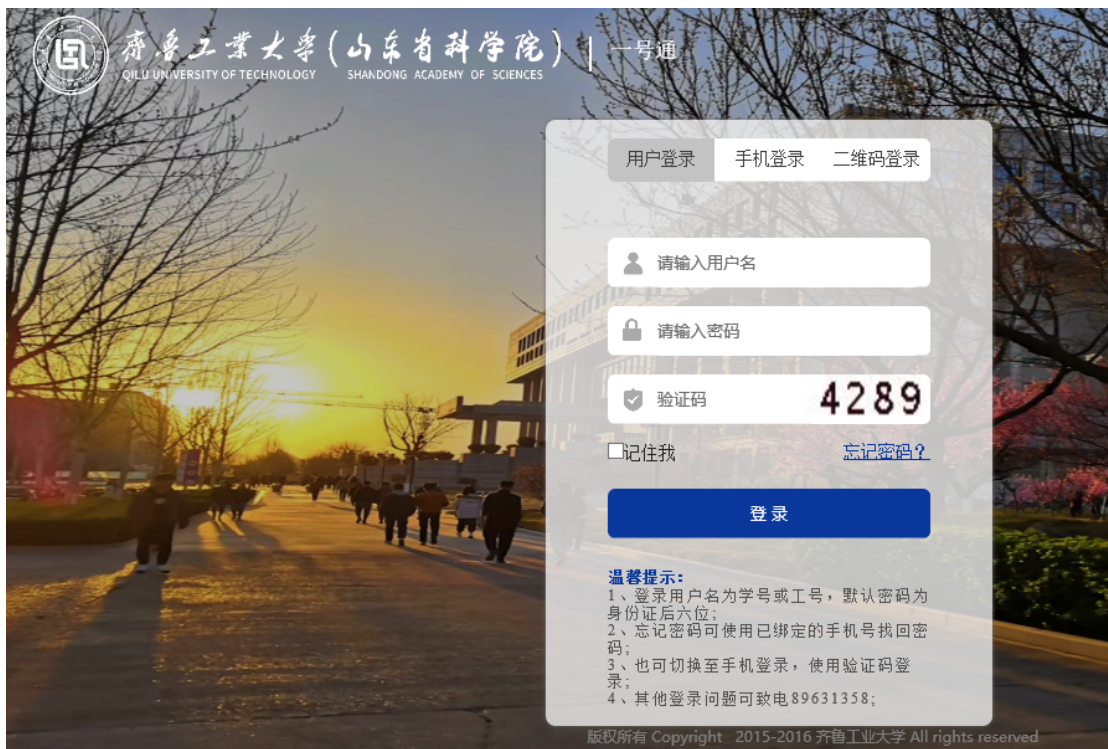 齐鲁工业大学(山东省科学院) | 一号通
QILU UNIVERSITY OF TECHNOLOGY SHANDONG ACADEMY OF SCIENCES
用户登录 手机登录 二维码登录
请输入用户名
请输入密码
验证码 4289
记住我 忘记密码?
登录
温馨提示:
1、登录用户名为学号或工号，默认密码为
身份证后六位;
2、忘记密码可使用已绑定的手机号找回密
码;
3、也可切换至手机登录，使用验证码登
录;
4、其他登录问题可致电89631358;
版权所有 Copyright 2015-2016 齐鲁工业大学 All rights reserved